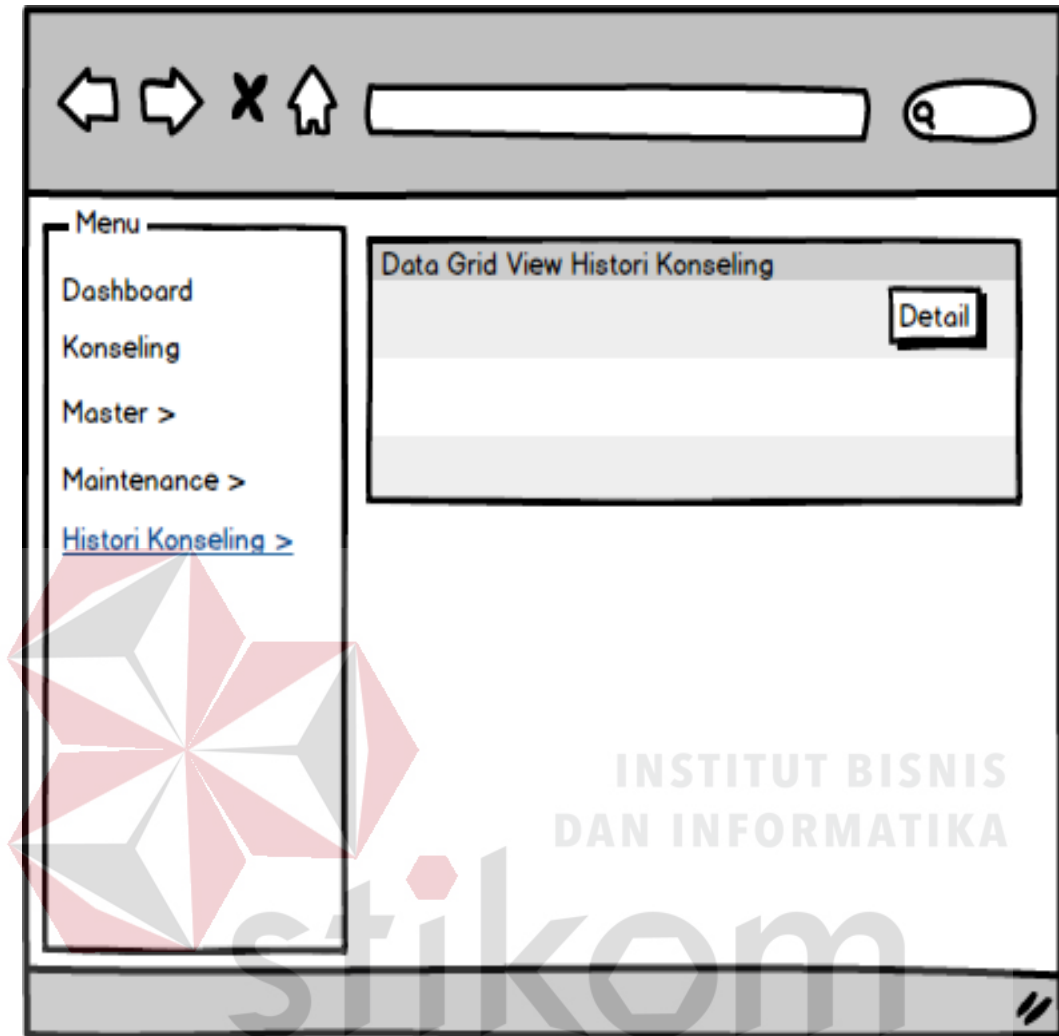 Menu
Dashboard
Konseling
Master >
Maintenance >
Histori Konseling >
Data Grid View Histori Konseling
Detail
INSTITUT BISNIS
DAN INFORMATIKA
stikom